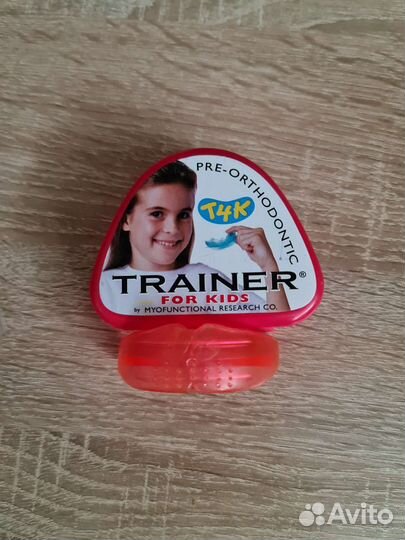 PRE-ORTHODONTIC
T4K
TRAINER®
FOR KIDS
by MYOFUNCTIONAL RESEARCH CO.
Avito